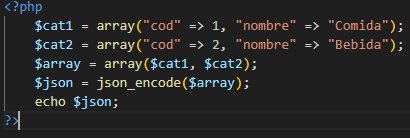 <?php
$cat1 = array("cod" => 1, "nombre" => "Comida");
$cat2 = array("cod" => 2, "nombre" => "Bebida");
$array = array($cat1, $cat2);
$json = json_encode($array);
echo $json;
?>